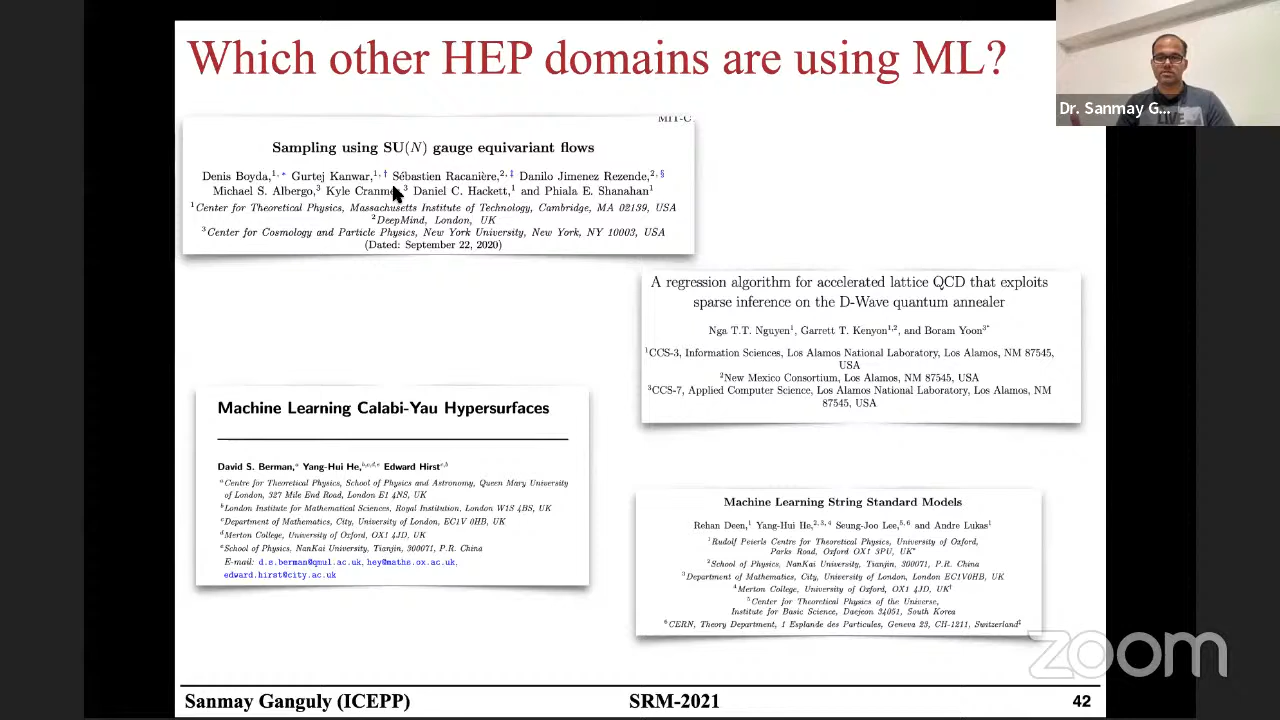 Which other HEP domains are using ML?
Dr. Sanmay G...
LIVE
Sampling using SU(N) gauge equivariant flows
Denis Boyda,1, * Gurtej Kanwar,1, † Sébastien Racanière,2, ‡ Danilo Jimenez Rezende,2, §
Michael S. Albergo,3 Kyle 3 Daniel C. Hackett,1 and Phiala E. Shanahan1
1Center for Theoretical Physics, Massachusetts Institute of Technology, Cambridge, MA 02139, USA
2DeepMind, London, UK
3Center for Cosmology and Particle Physics, New York University, New York, NY 10003, USA
(Dated: September 22, 2020)
A regression algorithm for accelerated lattice QCD that exploits
sparse inference on the D-Wave quantum annealer
Nga T.T. Nguyen1, Garrett T. Kenyon1,2, and Boram Yoon3*
1CCS-3, Information Sciences, Los Alamos National Laboratory, Los Alamos, NM 87545,
USA
2New Mexico Consortium, Los Alamos, NM 87545, USA
3CCS-7, Applied Computer Science, Los Alamos National Laboratory, Los Alamos, NM
87545, USA
Machine Learning Calabi-Yau Hypersurfaces
David S. Berman,a Yang-Hui He,b,c,d,e Edward Hirstc,b
aCentre for Theoretical Physics, School of Physics and Astronomy, Queen Mary University
of London, 327 Mile End Road, London E1 4NS, UK
bLondon Institute for Mathematical Sciences, Royal Institution, London W1S 4BS, UK
cDepartment of Mathematics, City, University of London, EC1V 0HB, UK
dMerton College, University of Oxford, OX1 4JD, UK
eSchool of Physics, NanKai University, Tianjin, 300071, P.R. China
E-mail: d.s.berman@qmul.ac.uk, hey@maths.ox.ac.uk,
edward.hirst@city.ac.uk
Machine Learning String Standard Models
Rehan Deen,1 Yang-Hui He,2,3,4 Seung-Joo Lee,5,6 and Andre Lukas1
1Rudolf Peierls Centre for Theoretical Physics, University of Oxford,
Parks Road, Oxford OX1 3PU, UK*
2School of Physics, NanKai University, Tianjin, 300071, P.R. China
3Department of Mathematics, City, University of London, London EC1V0HB, UK
4Merton College, University of Oxford, OX1 4JD, UK†
5Center for Theoretical Physics of the Universe,
Institute for Basic Science, Daejeon 34051, South Korea
6CERN, Theory Department, 1 Esplande des Particules, Geneva 23, CH-1211, Switzerland‡
zoom
Sanmay Ganguly (ICEPP)
SRM-2021
42